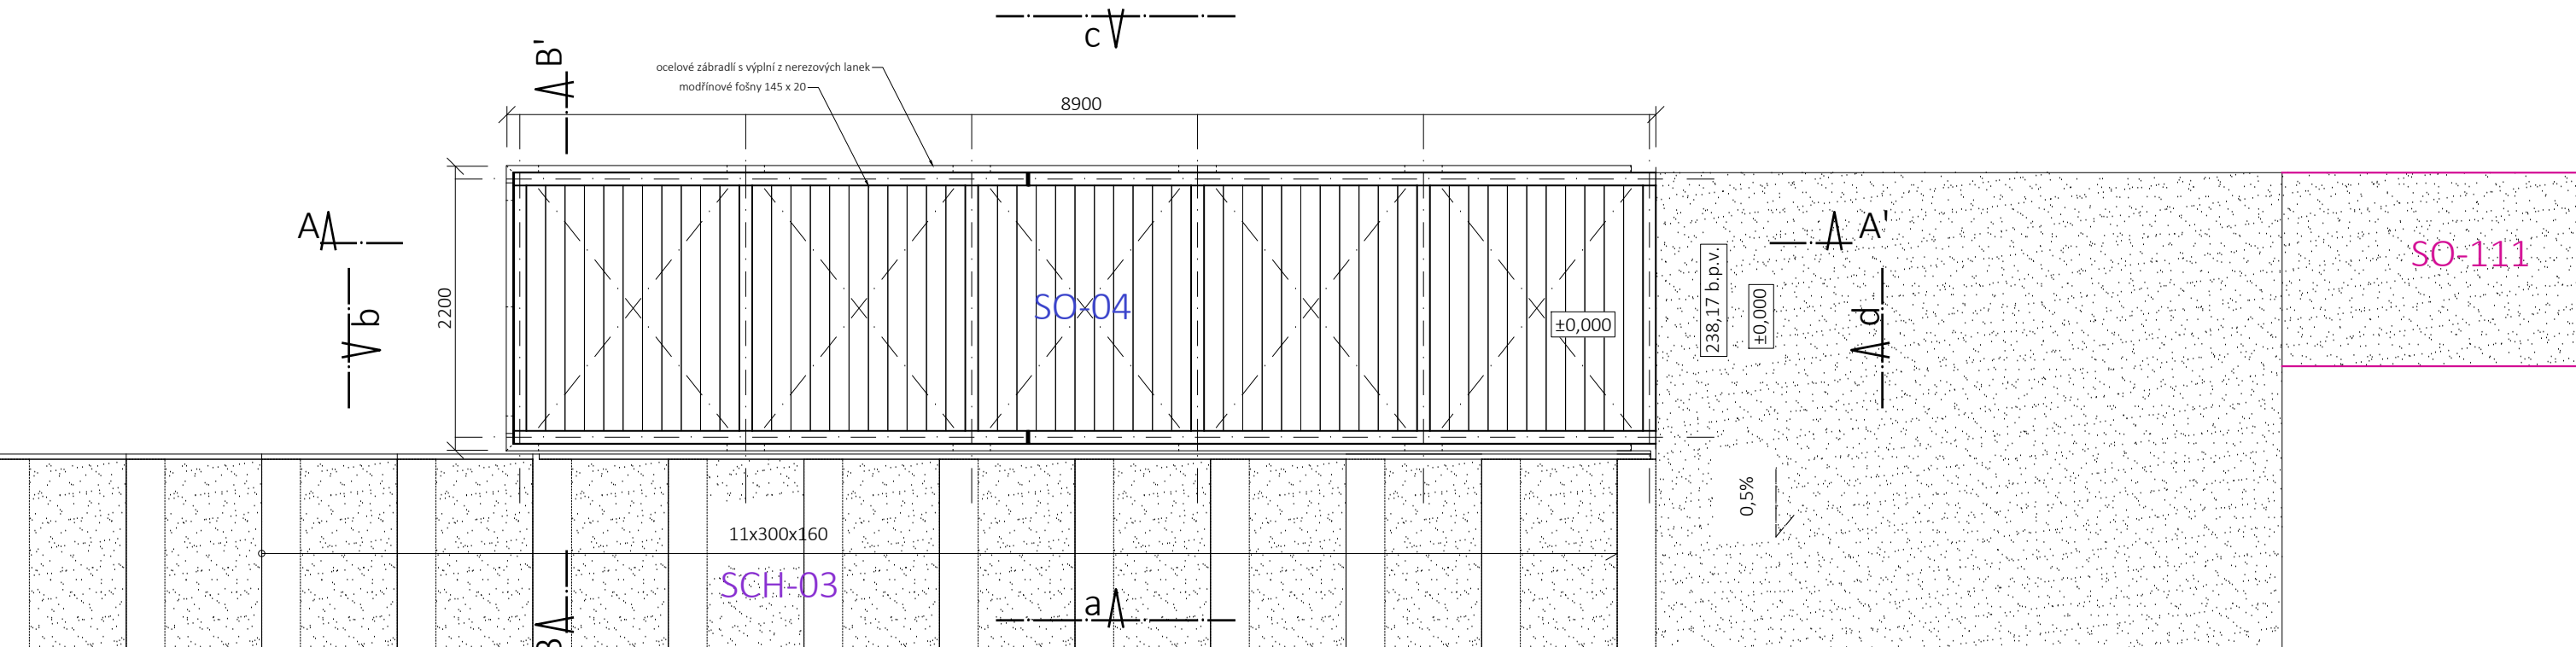 c
B'
ocelové zábradlí s výplní z nerezových lanek
modřínové fošny 145 x 20
8900
A
A'
SO-111
238,17 b.p.v.
±0,000
2200
b
SO-04
±0,000
d
0,5%
11x300x160
SCH-03
a
B